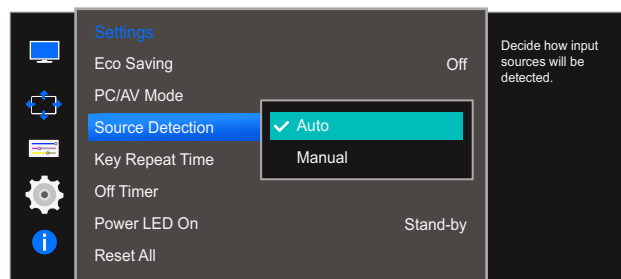 Settings
Eco Saving
Off
PC/AV Mode
Source Detection
Auto
Key Repeat Time
Manual
Off Timer
Power LED On
Stand-by
Reset All
Decide how input
sources will be
detected.